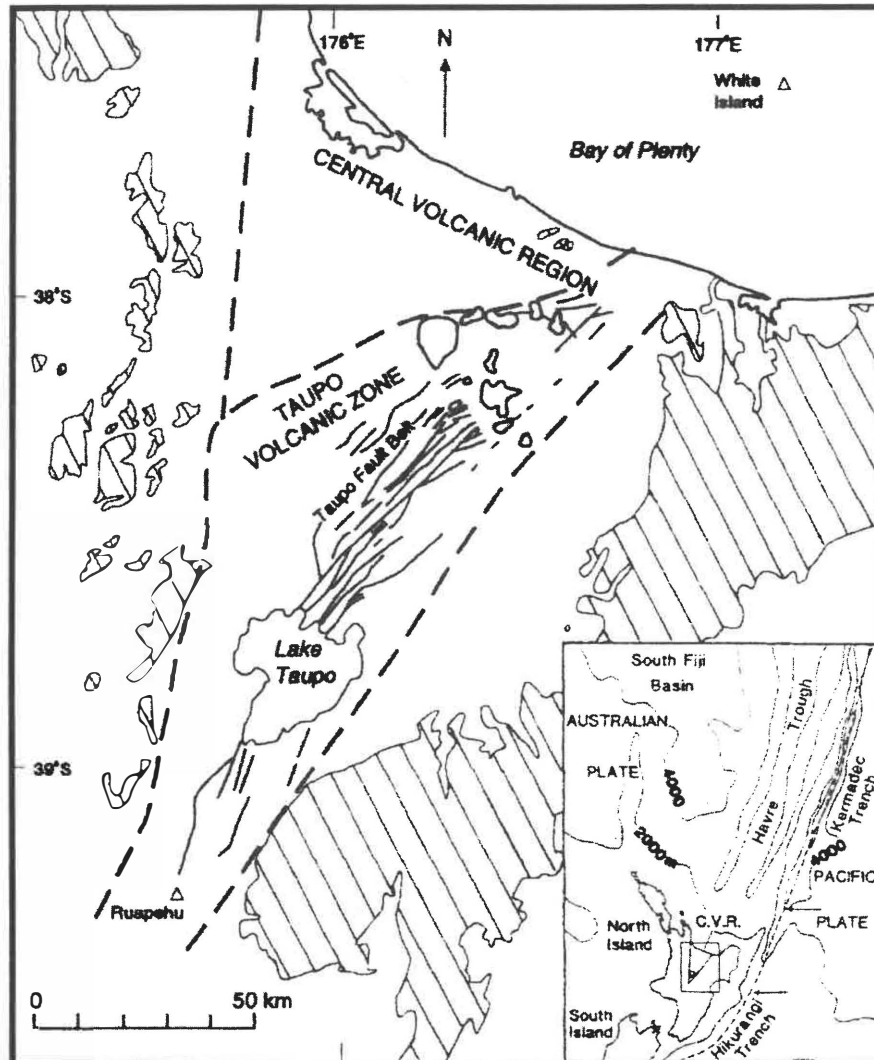 176°E
N
177°E
White
Island
Bay of Plenty
CENTRAL VOLCANIC REGION
38°S
TAUPO
VOLCANIC ZONE
Taupo Fault Belt
Lake
Taupo
39°S
Ruapehu
0
50 km
South Fiji
Basin
AUSTRALIAN
PLATE
4000
2000m
Havre
Trough
Kermadec
Trench
4000
PACIFIC
PLATE
C.V.R.
North
Island
South
Island
Hikurangi
Trench